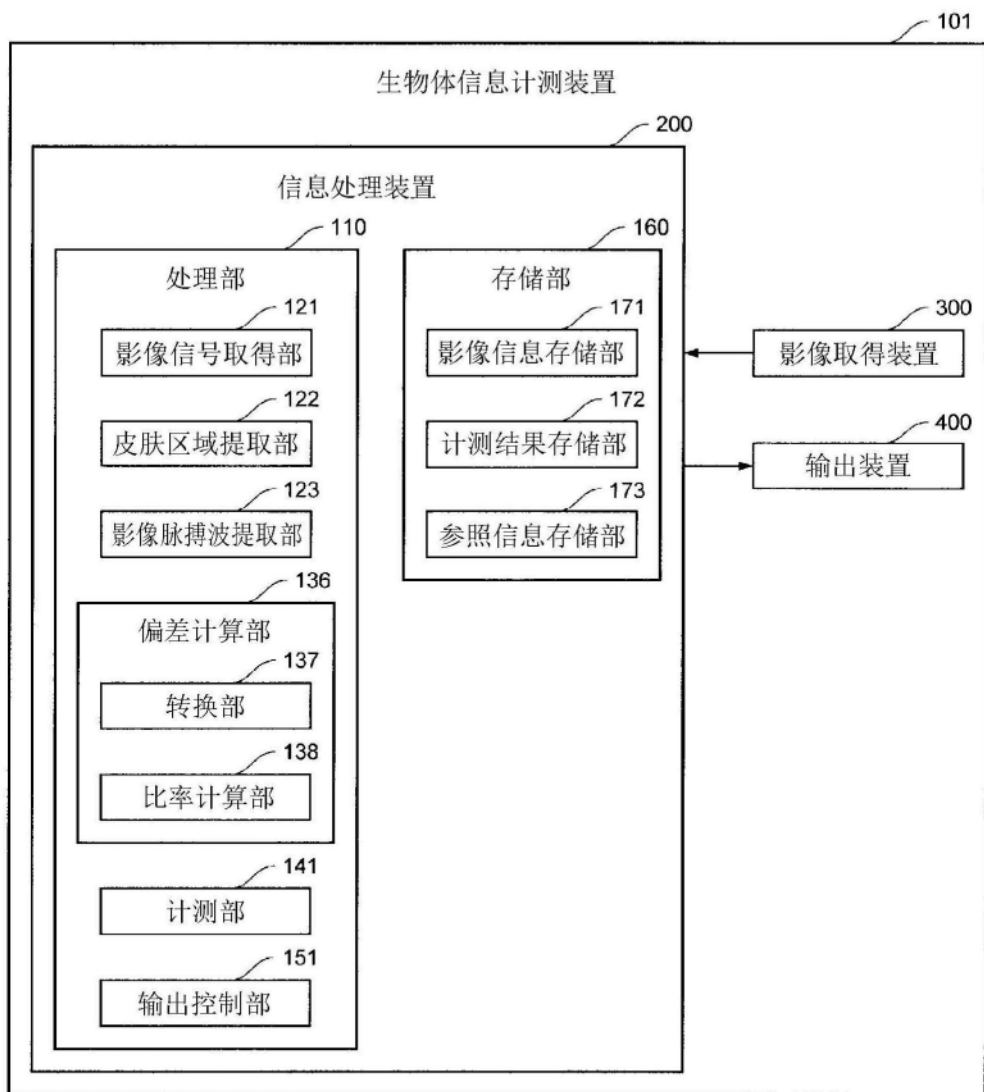 101
生物体信息计测装置
200
信息处理装置
110
处理部
121
影像信号取得部
122
皮肤区域提取部
123
影像脉搏波提取部
136
偏差计算部
137
转换部
138
比率计算部
141
计测部
151
输出控制部
160
存储部
171
影像信息存储部
172
计测结果存储部
173
参照信息存储部
300
影像取得装置
400
输出装置